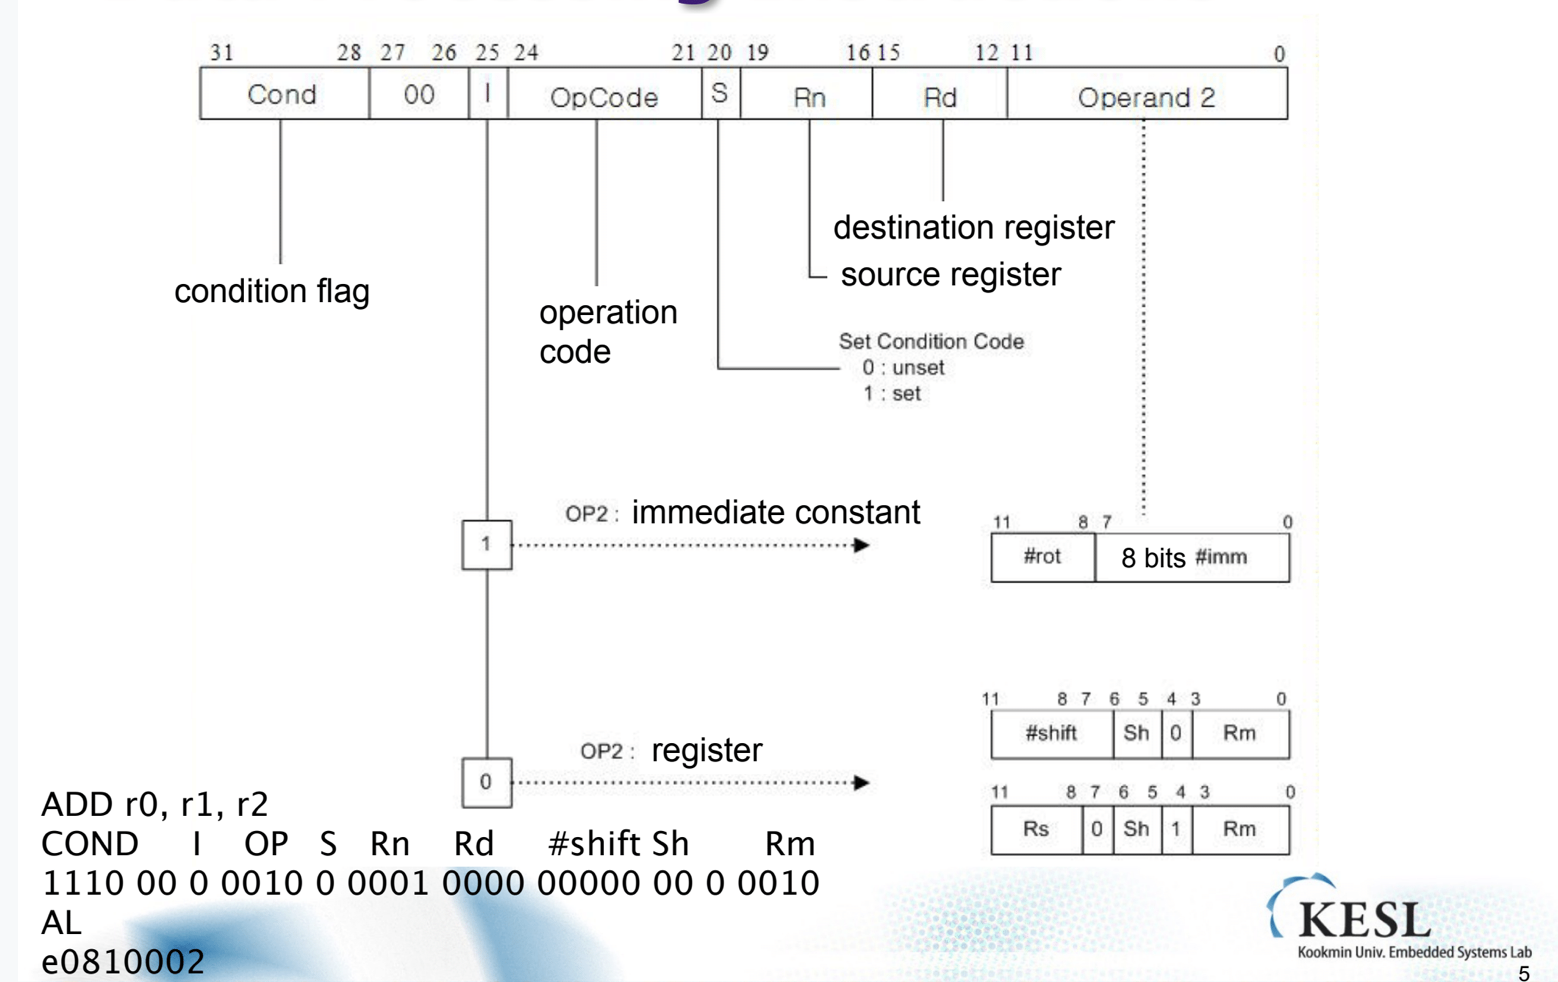 31 28 27 26 25 24 21 20 19 16 15 12 11 0
Cond 00 I OpCode S Rn Rd Operand 2
destination register
source register
condition flag
operation
code
Set Condition Code
0 : unset
1 : set
OP2 : immediate constant
1
11 8 7 0
#rot 8 bits #imm
OP2 : register
0
11 8 7 6 5 4 3 0
#shift Sh 0 Rm
11 8 7 6 5 4 3 0
Rs 0 Sh 1 Rm
ADD r0, r1, r2
COND I OP S Rn Rd #shift Sh Rm
1110 00 0 0010 0 0001 0000 00000 00 0 0010
AL
e0810002
KESL
Kookmin Univ. Embedded Systems Lab
5